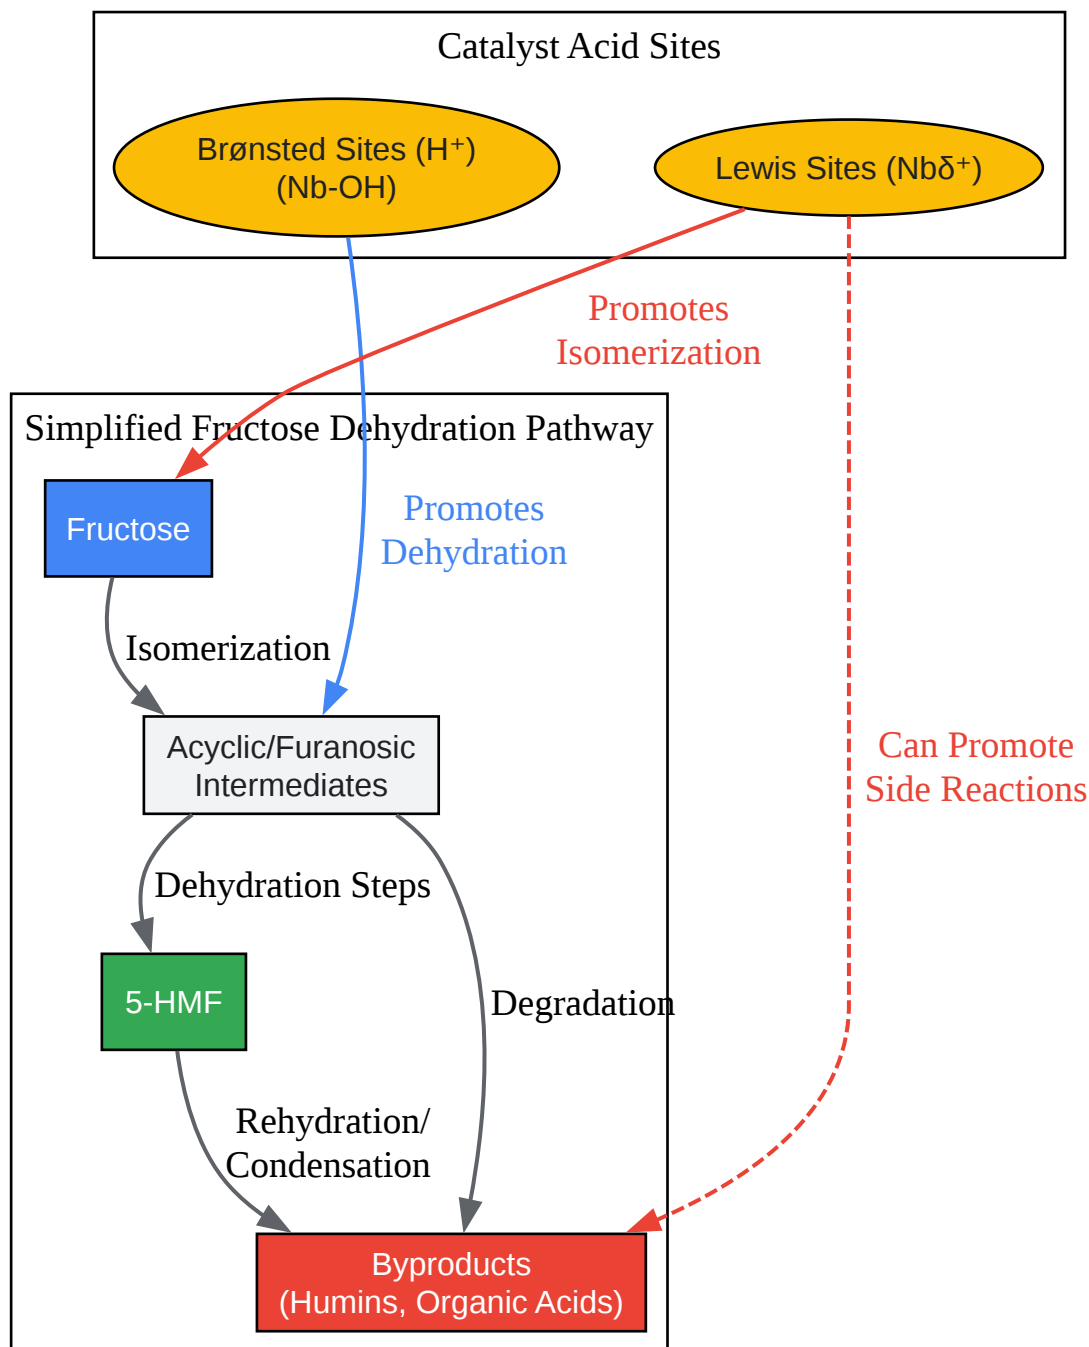 Catalyst Acid Sites
Brønsted Sites (H⁺)
(Nb-OH)
Lewis Sites (Nbδ⁺)
Promotes
Isomerization
Simplified Fructose Dehydration Pathway
Fructose
Promotes
Dehydration
Isomerization
Acyclic/Furanosic
Intermediates
Can Promote
Side Reactions
Dehydration Steps
5-HMF
Degradation
Rehydration/
Condensation
Byproducts
(Humins, Organic Acids)